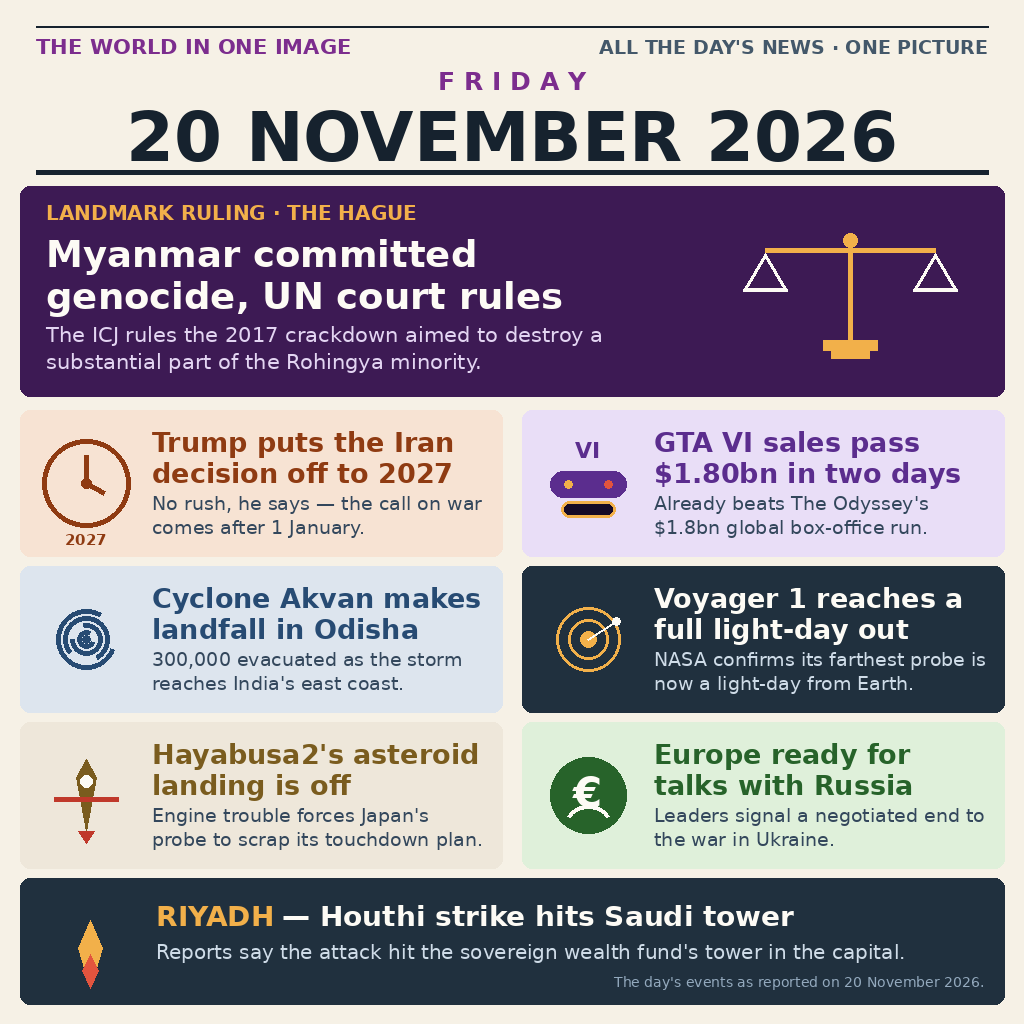 THE WORLD IN ONE IMAGE
ALL THE DAY'S NEWS · ONE PICTURE
FRIDAY
20 NOVEMBER 2026
LANDMARK RULING · THE HAGUE
Myanmar committed
genocide, UN court rules
The ICJ rules the 2017 crackdown aimed to destroy a
substantial part of the Rohingya minority.
Trump puts the Iran
decision off to 2027
No rush, he says — the call on war
comes after 1 January.
2027
VI
GTA VI sales pass
$1.80bn in two days
Already beats The Odyssey's
$1.8bn global box-office run.
Cyclone Akvan makes
landfall in Odisha
300,000 evacuated as the storm
reaches India's east coast.
Voyager 1 reaches a
full light-day out
NASA confirms its farthest probe is
now a light-day from Earth.
Hayabusa2's asteroid
landing is off
Engine trouble forces Japan's
probe to scrap its touchdown plan.
€
Europe ready for
talks with Russia
Leaders signal a negotiated end to
the war in Ukraine.
RIYADH — Houthi strike hits Saudi tower
Reports say the attack hit the sovereign wealth fund's tower in the capital.
The day's events as reported on 20 November 2026.